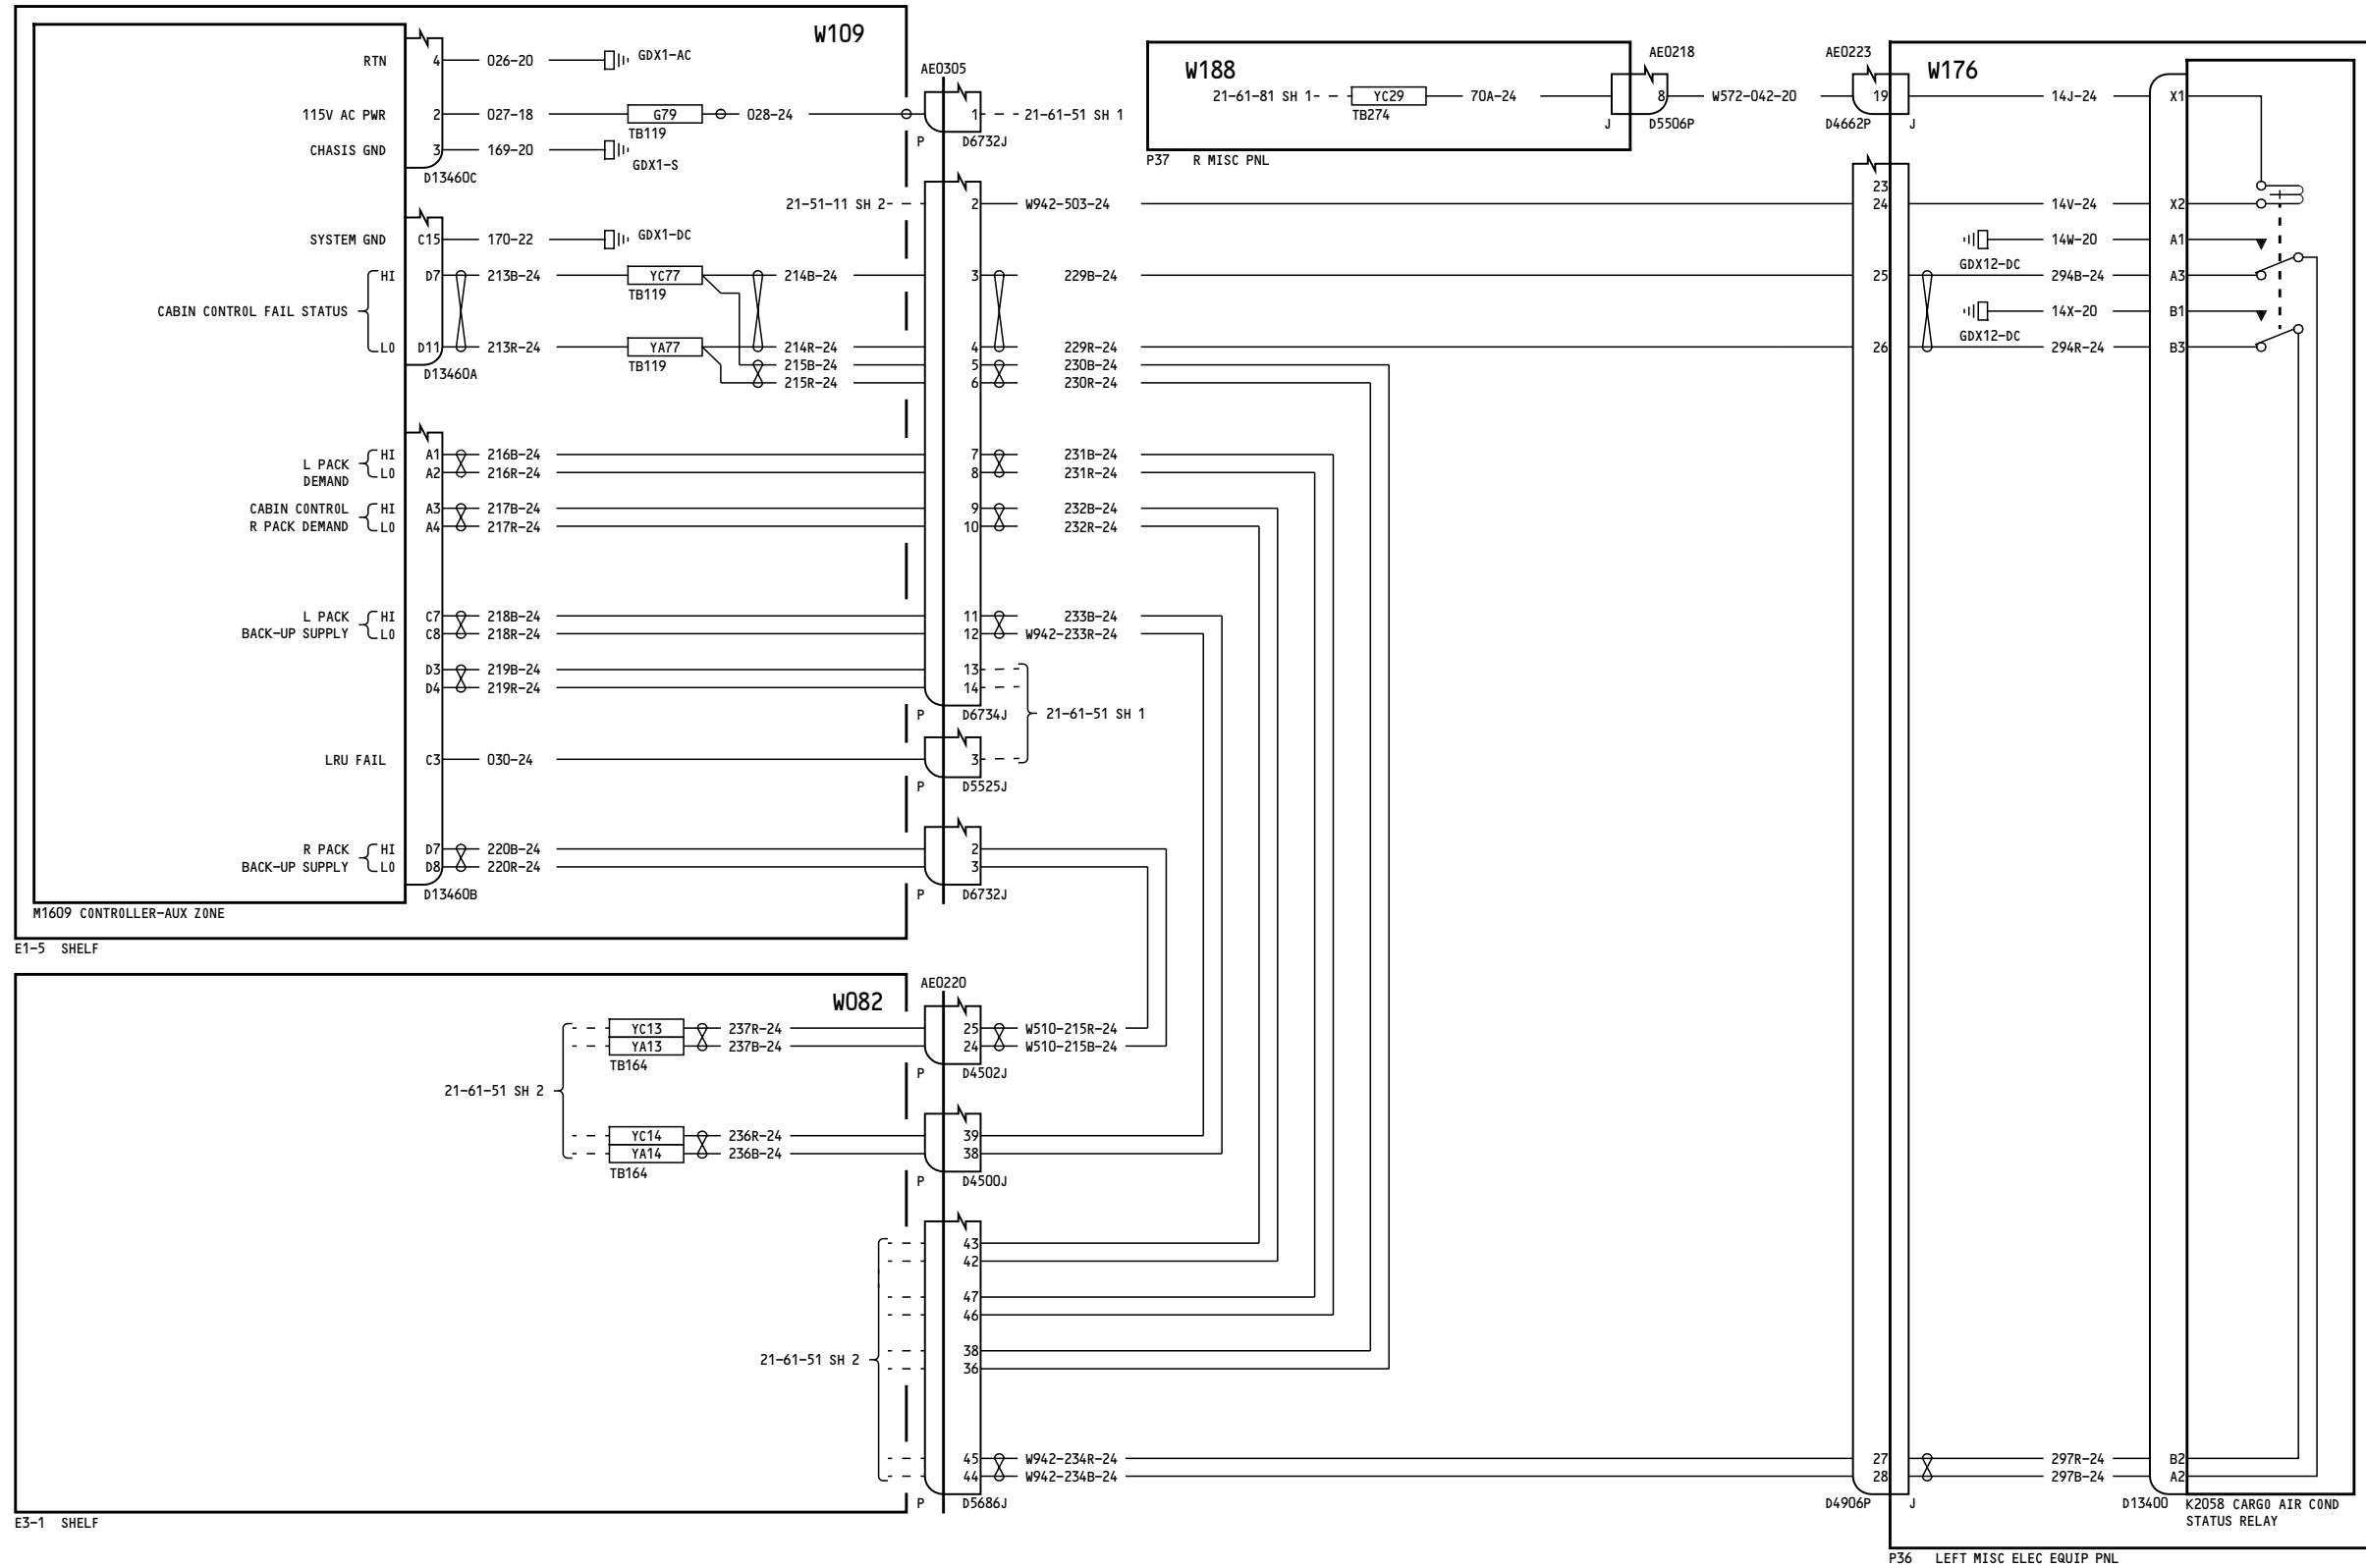 W109
RTN 4 026-20 GDX1-AC
115V AC PWR 2 027-18 G79 028-24
TB119
CHASIS GND 3 169-20
GDX1-S
D13460C
AE0305
1 21-61-51 SH 1
P D6732J
21-51-11 SH 2 2 W942-503-24
SYSTEM GND C15 170-22 GDX1-DC
HI D7 213B-24 YC77 214B-24 3 229B-24
TB119
CABIN CONTROL FAIL STATUS
LO D11 213R-24 YA77 214R-24 4 229R-24
TB119
215B-24 5 230B-24
215R-24 6 230R-24
D13460A
L PACK
DEMAND
HI A1 216B-24 7 231B-24
LO A2 216R-24 8 231R-24
CABIN CONTROL
R PACK DEMAND
HI A3 217B-24 9 232B-24
LO A4 217R-24 10 232R-24
L PACK
BACK-UP SUPPLY
HI C7 218B-24 11 233B-24
LO C8 218R-24 12 W942-233R-24
D3 219B-24 13
D4 219R-24 14
P D6734J
21-61-51 SH 1
LRU FAIL C3 030-24 3
P D5525J
R PACK
BACK-UP SUPPLY
HI D7 220B-24 2
LO D8 220R-24 3
D13460B
P D6732J
M1609 CONTROLLER-AUX ZONE
E1-5 SHELF
W188
21-61-81 SH 1 YC29 70A-24
TB274
J
P37 R MISC PNL
AE0218
8 W572-042-20
D5506P
AE0223
19
D4662P J
W176
14J-24 X1
23
24 14V-24 X2
14W-20 A1
GDX12-DC
25 294B-24 A3
14X-20 B1
GDX12-DC
26 294R-24 B3
W082
AE0220
YC13 237R-24 25 W510-215R-24
YA13 237B-24 24 W510-215B-24
TB164
P D4502J
21-61-51 SH 2
YC14 236R-24 39
YA14 236B-24 38
TB164
P D4500J
43
42
47
46
21-61-51 SH 2
38
36
45 W942-234R-24 27 297R-24 B2
44 W942-234B-24 28 297B-24 A2
P D5686J
D4906P J
D13400
K2058 CARGO AIR COND
STATUS RELAY
E3-1 SHELF
P36 LEFT MISC ELEC EQUIP PNL